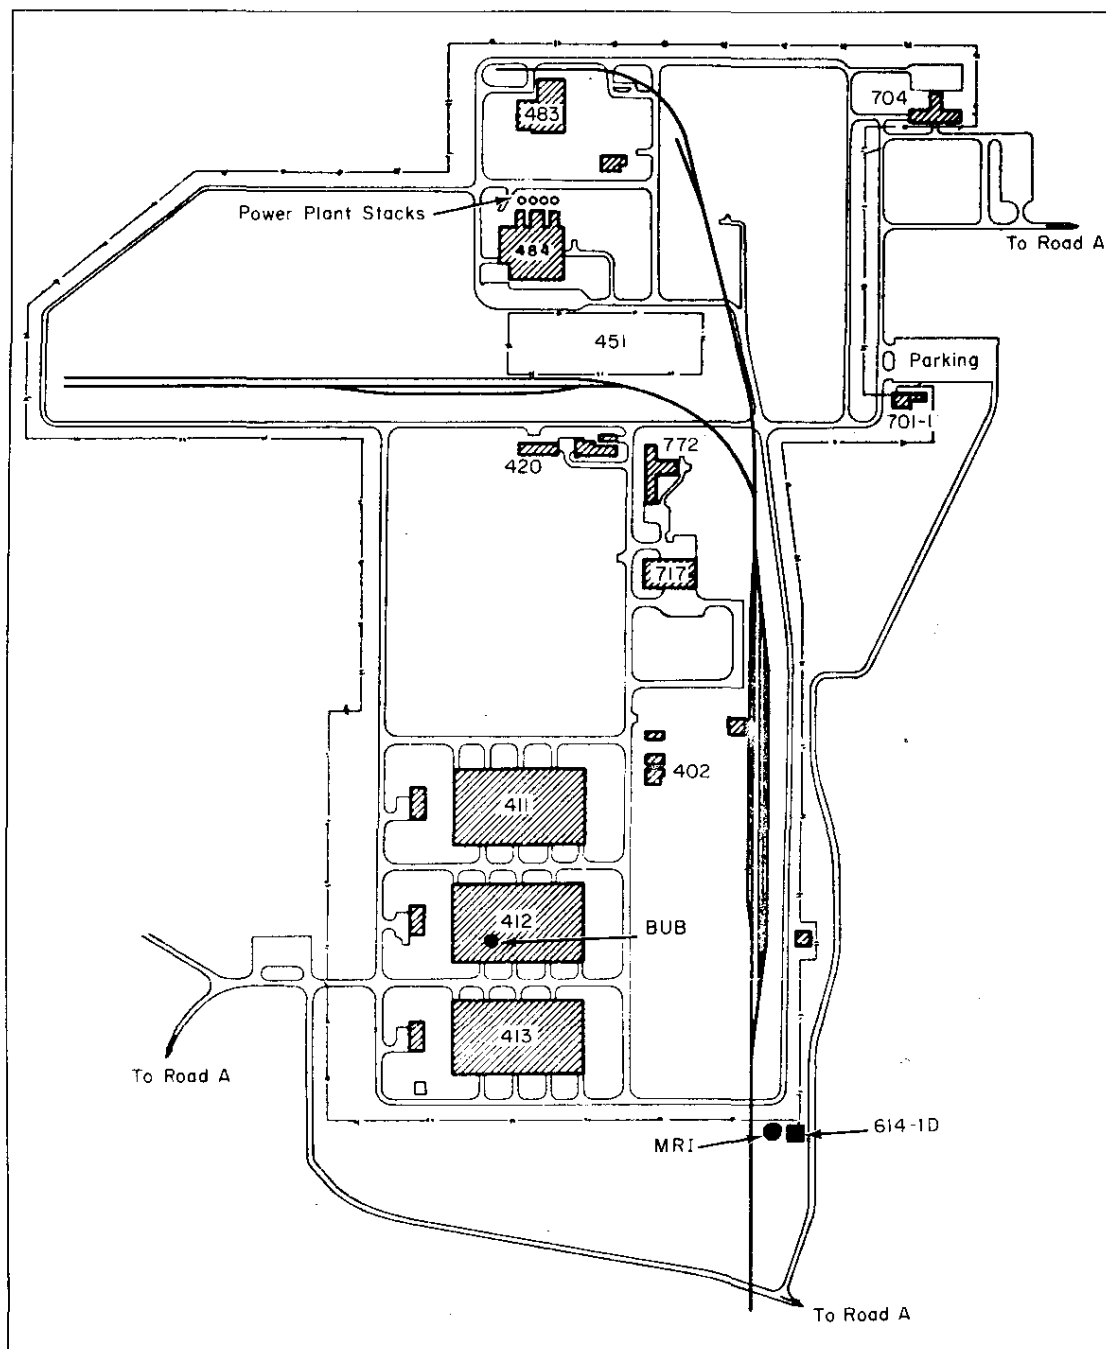 483
704
Power Plant Stacks
484
To Road A
451
Parking
701-1
420
772
717
402
411
412
BUB
413
To Road A
614-1D
MRI
To Road A